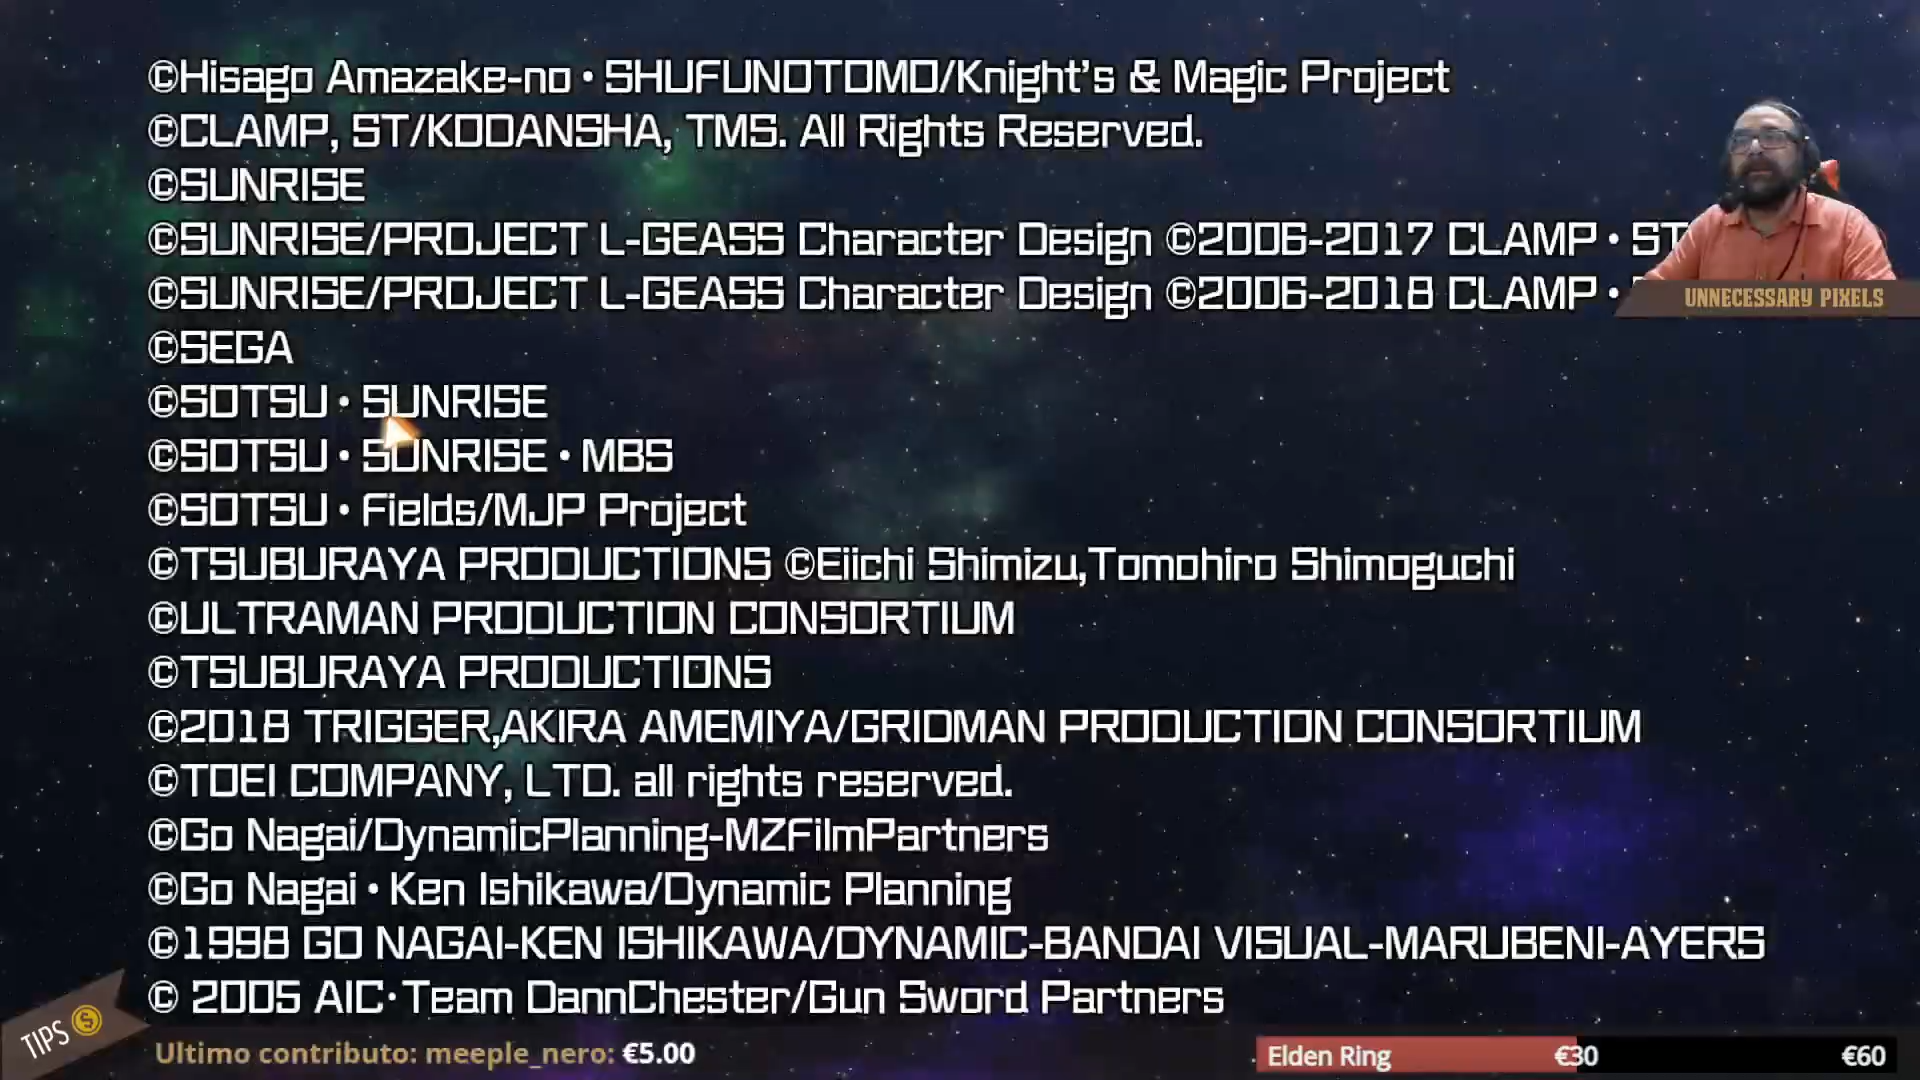 ©Hisago Amazake-no • SHUFUNOTOMO/Knight's & Magic Project
©CLAMP, ST/KODANSHA, TMS. All Rights Reserved.
©SUNRISE
©SUNRISE/PROJECT L-GEASS Character Design ©2006-2017 CLAMP • ST
©SUNRISE/PROJECT L-GEASS Character Design ©2006-2018 CLAMP •
UNNECESSARY PIXELS
©SEGA
©SOTSU • SUNRISE
©SOTSU • SUNRISE • MBS
©SOTSU • Fields/MJP Project
©TSUBURAYA PRODUCTIONS ©Eiichi Shimizu,Tomohiro Shimoguchi
©ULTRAMAN PRODUCTION CONSORTIUM
©TSUBURAYA PRODUCTIONS
©2018 TRIGGER,AKIRA AMEMIYA/GRIDMAN PRODUCTION CONSORTIUM
©TOEI COMPANY, LTD. all rights reserved.
©Go Nagai/DynamicPlanning-MZFilmPartners
©Go Nagai • Ken Ishikawa/Dynamic Planning
©1998 GO NAGAI-KEN ISHIKAWA/DYNAMIC-BANDAI VISUAL-MARUBENI-AYERS
© 2005 AIC•Team DannChester/Gun Sword Partners
TIPS $
Ultimo contributo: meeple_nero: €5.00
Elden Ring €30 €60